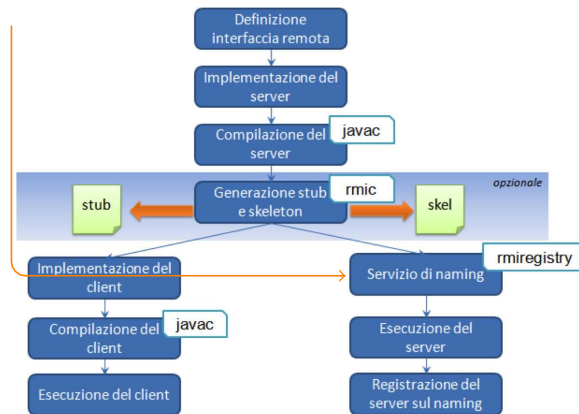 Definizione
interfaccia remota
Implementazione del
server
Compilazione del
server
javac
opzionale
Generazione stub
e skeleton
rmic
stub
skel
Implementazione del
client
Servizio di naming
rmiregistry
Compilazione del
client
javac
Esecuzione del
server
Esecuzione del client
Registrazione del
server sul naming